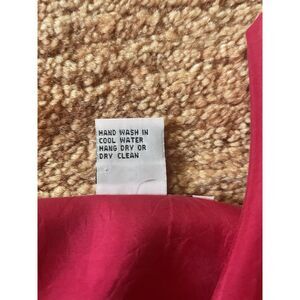 HAND WASH IN
COOL WATER
HANG DRY OR
DRY CLEAN